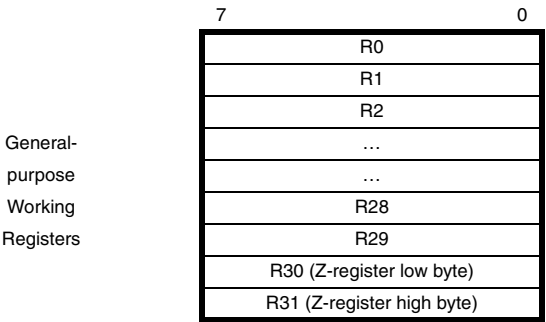 7 0
R0
R1
R2
General- …
purpose …
Working R28
Registers R29
R30 (Z-register low byte)
R31 (Z-register high byte)